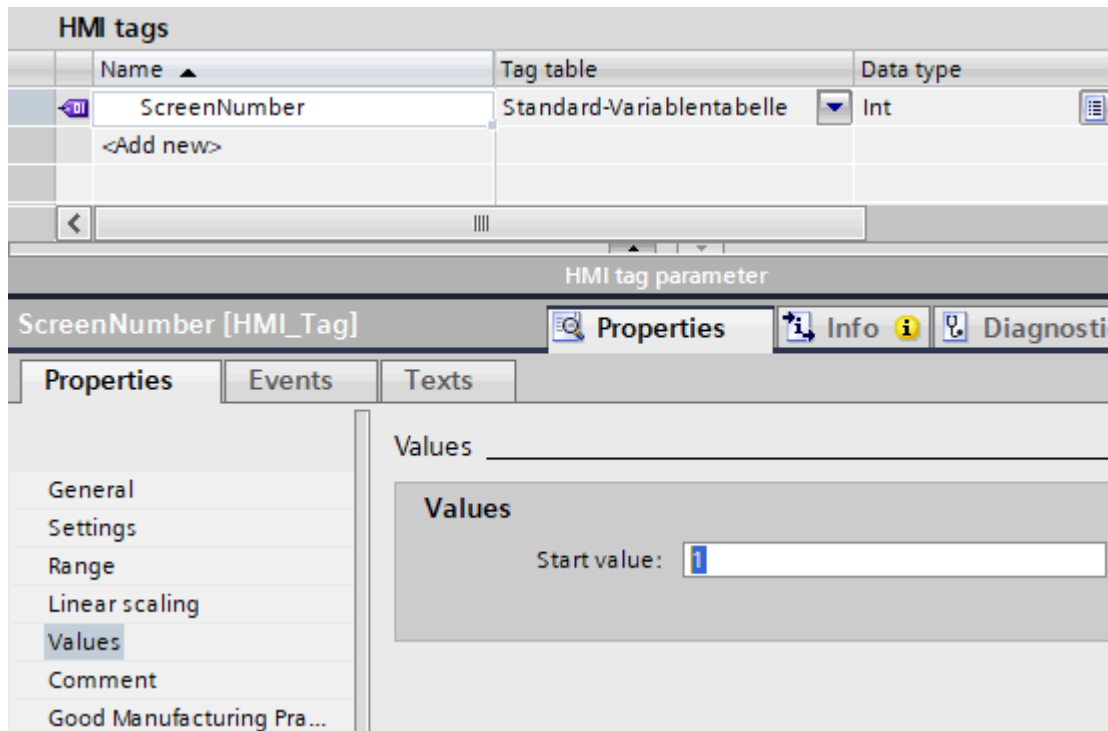 HMI tags
Name Tag table Data type
ScreenNumber Standard-Variablentabelle Int
<Add new>
HMI tag parameter
ScreenNumber [HMI_Tag] Properties Info Diagnosti
Properties Events Texts
Values
General
Settings
Range
Linear scaling
Values
Comment
Good Manufacturing Pra...
Values
Start value: 1